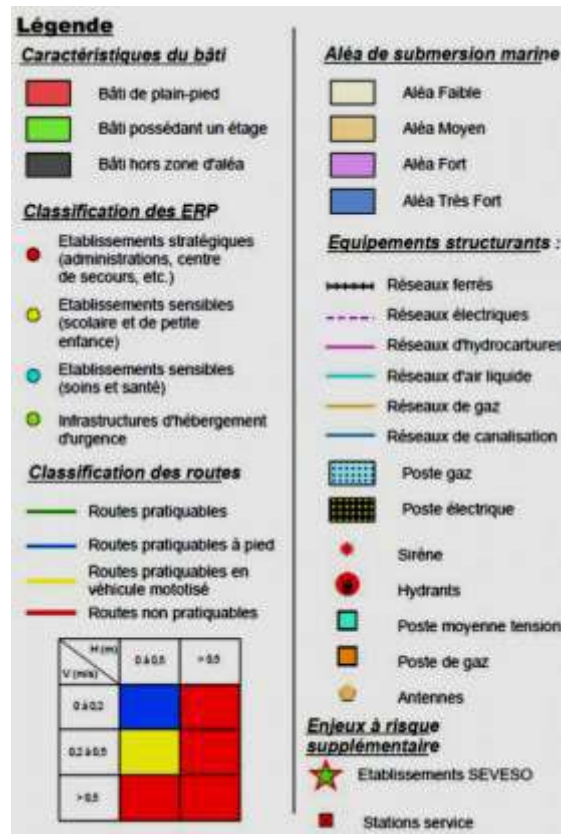 Légende
Caractéristiques du bâti
Bâti de plain-pied
Bâti possédant un étage
Bâti hors zone d'aléa
Classification des ERP
Etablissements stratégiques
(administrations, centre
de secours, etc.)
Etablissements sensibles
(scolaire et de petite
enfance)
Etablissements sensibles
(soins et santé)
Infrastructures d'hébergement
d'urgence
Classification des routes
Routes pratiquables
Routes pratiquables à pied
Routes pratiquables en
véhicule mototisé
Routes non pratiquables
H (m)
V (m/s)
0 à 0,5
> 0,5
0 à 0,2
0,2 à 0,5
> 0,5
Aléa de submersion marine
Aléa Faible
Aléa Moyen
Aléa Fort
Aléa Très Fort
Equipements structurants :
Réseaux ferrés
Réseaux électriques
Réseaux d'hydrocarbures
Réseaux d'air liquide
Réseaux de gaz
Réseaux de canalisation
Poste gaz
Poste électrique
Sirène
Hydrants
Poste moyenne tension
Poste de gaz
Antennes
Enjeux à risque
supplémentaire
Etablissements SEVESO
Stations service